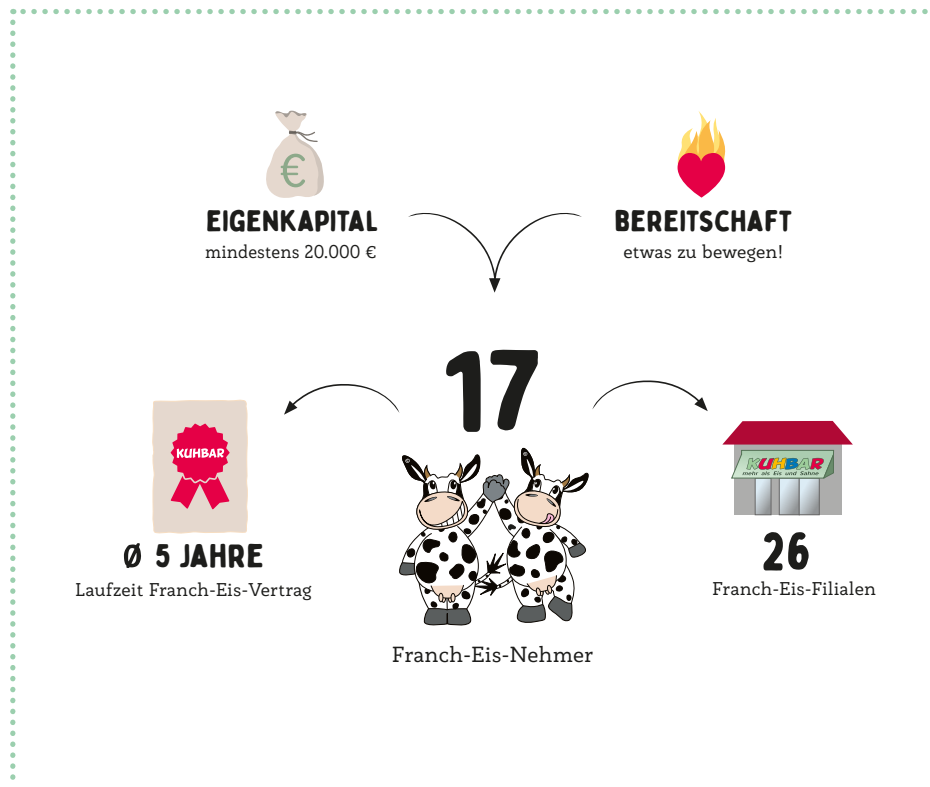 €
EIGENKAPITAL
mindestens 20.000 €
BEREITSCHAFT
etwas zu bewegen!
17
Franch-Eis-Nehmer
KUHBAR
Ø 5 JAHRE
Laufzeit Franch-Eis-Vertrag
KUHBAR
mehr als Eis und Sahne
26
Franch-Eis-Filialen